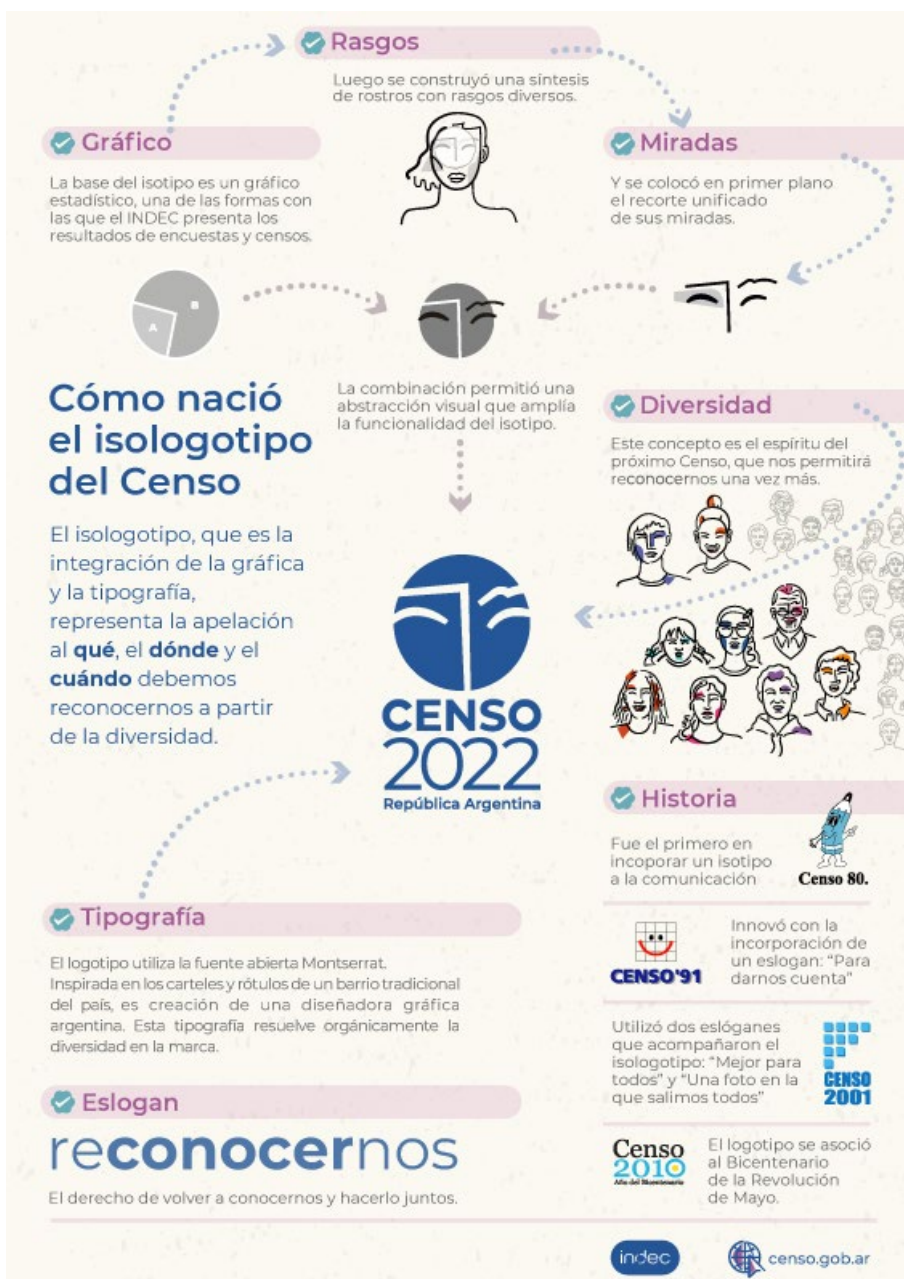 Rasgos
Luego se construyó una síntesis
de rostros con rasgos diversos.
Gráfico
La base del isotipo es un gráfico
estadístico, una de las formas con
las que el INDEC presenta los
resultados de encuestas y censos.
Miradas
Y se colocó en primer plano
el recorte unificado
de sus miradas.
A
B
La combinación permitió una
abstracción visual que amplía
la funcionalidad del isotipo.
Cómo nació
el isologotipo
del Censo
El isologotipo, que es la
integración de la gráfica
y la tipografía,
representa la apelación
al qué, el dónde y el
cuándo debemos
reconocernos a partir
de la diversidad.
Diversidad
Este concepto es el espíritu del
próximo Censo, que nos permitirá
reconocernos una vez más.
CENSO
2022
República Argentina
Tipografía
El logotipo utiliza la fuente abierta Montserrat.
Inspirada en los carteles y rótulos de un barrio tradicional
del país, es creación de una diseñadora gráfica
argentina. Esta tipografía resuelve orgánicamente la
diversidad en la marca.
Eslogan
reconocernos
El derecho de volver a conocernos y hacerlo juntos.
Historia
Fue el primero en
incoporar un isotipo
a la comunicación
Censo 80.
CENSO'91
Innovó con la
incorporación de
un eslogan: “Para
darnos cuenta”
Utilizó dos eslóganes
que acompañaron el
isologotipo: “Mejor para
todos” y “Una foto en la
que salimos todos”
CENSO
2001
Censo
2010
Año del Bicentenario
El logotipo se asoció
al Bicentenario
de la Revolución
de Mayo.
indec
censo.gob.ar